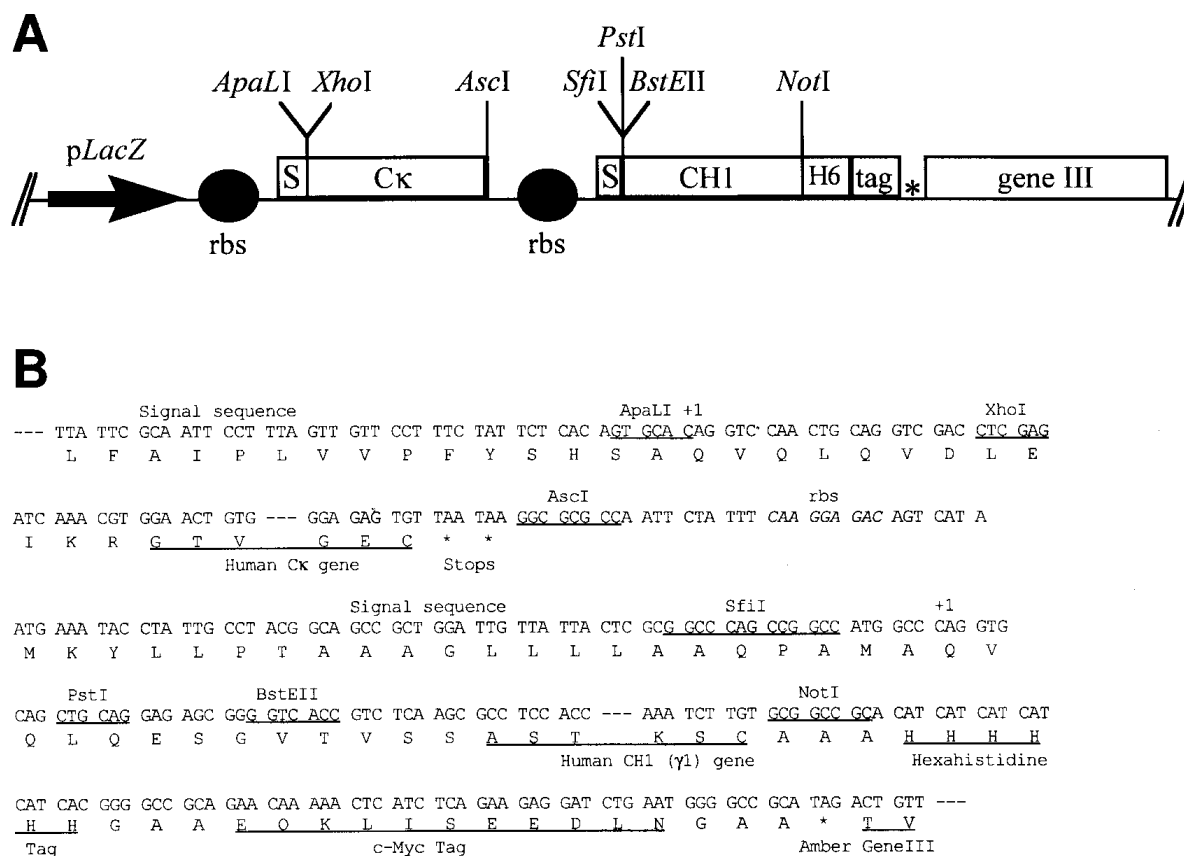 A
PstI
ApaLI XhoI AscI SfiI BstEII NotI
pLacZ
S Cκ S CH1 H6 tag * gene III
rbs rbs
B
Signal sequence ApaLI +1 XhoI
--- TTA TTC GCA ATT CCT TTA GTT GTT CCT TTC TAT TCT CAC AGT GCA CAG GTC CAA CTG CAG GTC GAC CTC GAG
L F A I P L V V P F Y S H S A Q V Q L Q V D L E
AscI rbs
ATC AAA CGT GGA ACT GTG --- GGA GAG TGT TAA TAA GGC GCG CCA ATT CTA TTT CAA GGA GAC AGT CAT A
I K R G T V G E C * *
Human Cκ gene Stops
Signal sequence SfiI +1
ATG AAA TAC CTA TTG CCT ACG GCA GCC GCT GGA TTG TTA TTA CTC GCG GCC CAG CCG GCC ATG GCC CAG GTG
M K Y L L P T A A A G L L L L A A Q P A M A Q V
PstI BstEII NotI
CAG CTG CAG GAG AGC GGG GTC ACC GTC TCA AGC GCC TCC ACC --- AAA TCT TGT GCG GCC GCA CAT CAT CAT CAT
Q L Q E S G V T V S S A S T K S C A A A H H H H
Human CH1 (γ1) gene Hexahistidine
CAT CAC GGG GCC GCA GAA CAA AAA CTC ATC TCA GAA GAG GAT CTG AAT GGG GCC GCA TAG ACT GTT ---
H H G A A E Q K L I S E E D L N G A A * T V
Tag c-Myc Tag Amber GeneIII